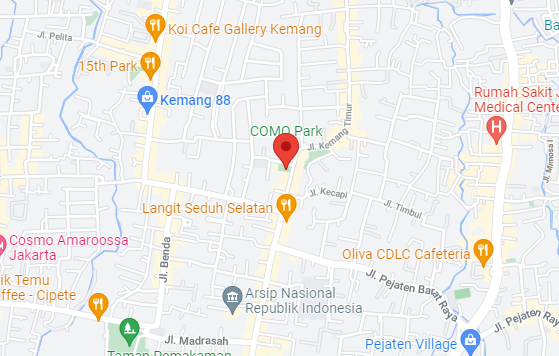 Jl. Pelita
Koi Cafe Gallery Kemang
15th Park
Kemang 88
Rumah Sakit J
Medical Cente
COMO Park
Jl. Kemang Timur
Jl. Mimosa I
Jl. Kecapi
Langit Seduh Selatan
Jl. Timbul
Cosmo Amaroossa
Jakarta
Jl. Benda
Oliva CDLC Cafeteria
ik Temu
ffee - Cipete
Jl. Pejaten Barat Raya
Arsip Nasional
Republik Indonesia
Jl. Pejaten Ray
Jl. Madrasah
Pejaten Village
Taman Pemakaman
Ba